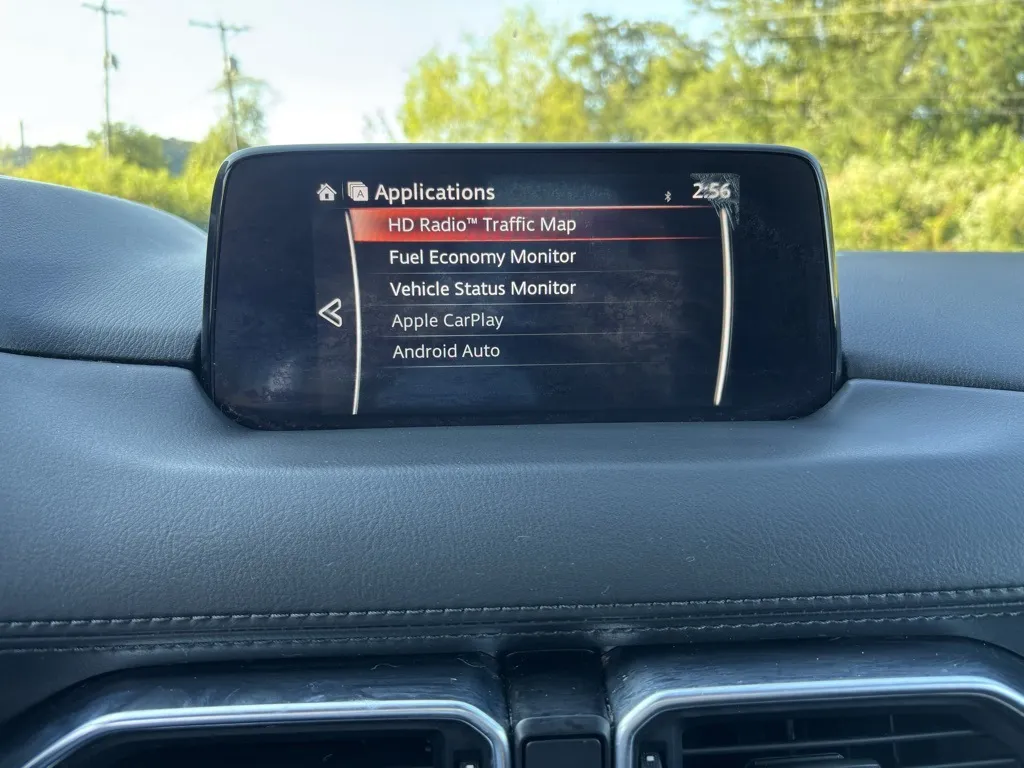 Applications
2:56
HD Radio™ Traffic Map
Fuel Economy Monitor
Vehicle Status Monitor
Apple CarPlay
Android Auto